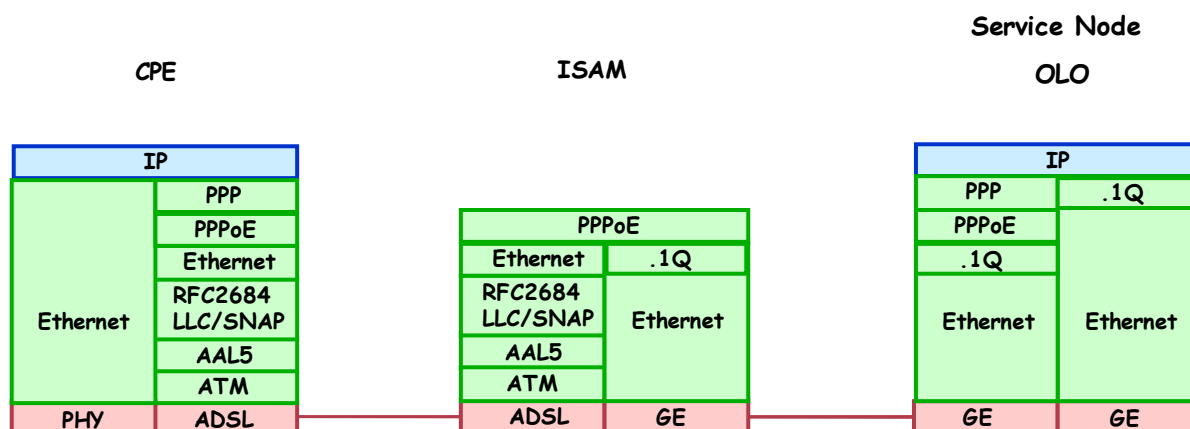 Service Node
CPE
ISAM
OLO
IP
Ethernet
PPP
PPPoE
Ethernet
RFC2684
LLC/SNAP
AAL5
ATM
PHY
ADSL
PPPoE
Ethernet
.1Q
RFC2684
LLC/SNAP
Ethernet
AAL5
ATM
ADSL
GE
IP
PPP
.1Q
PPPoE
.1Q
Ethernet
Ethernet
GE
GE